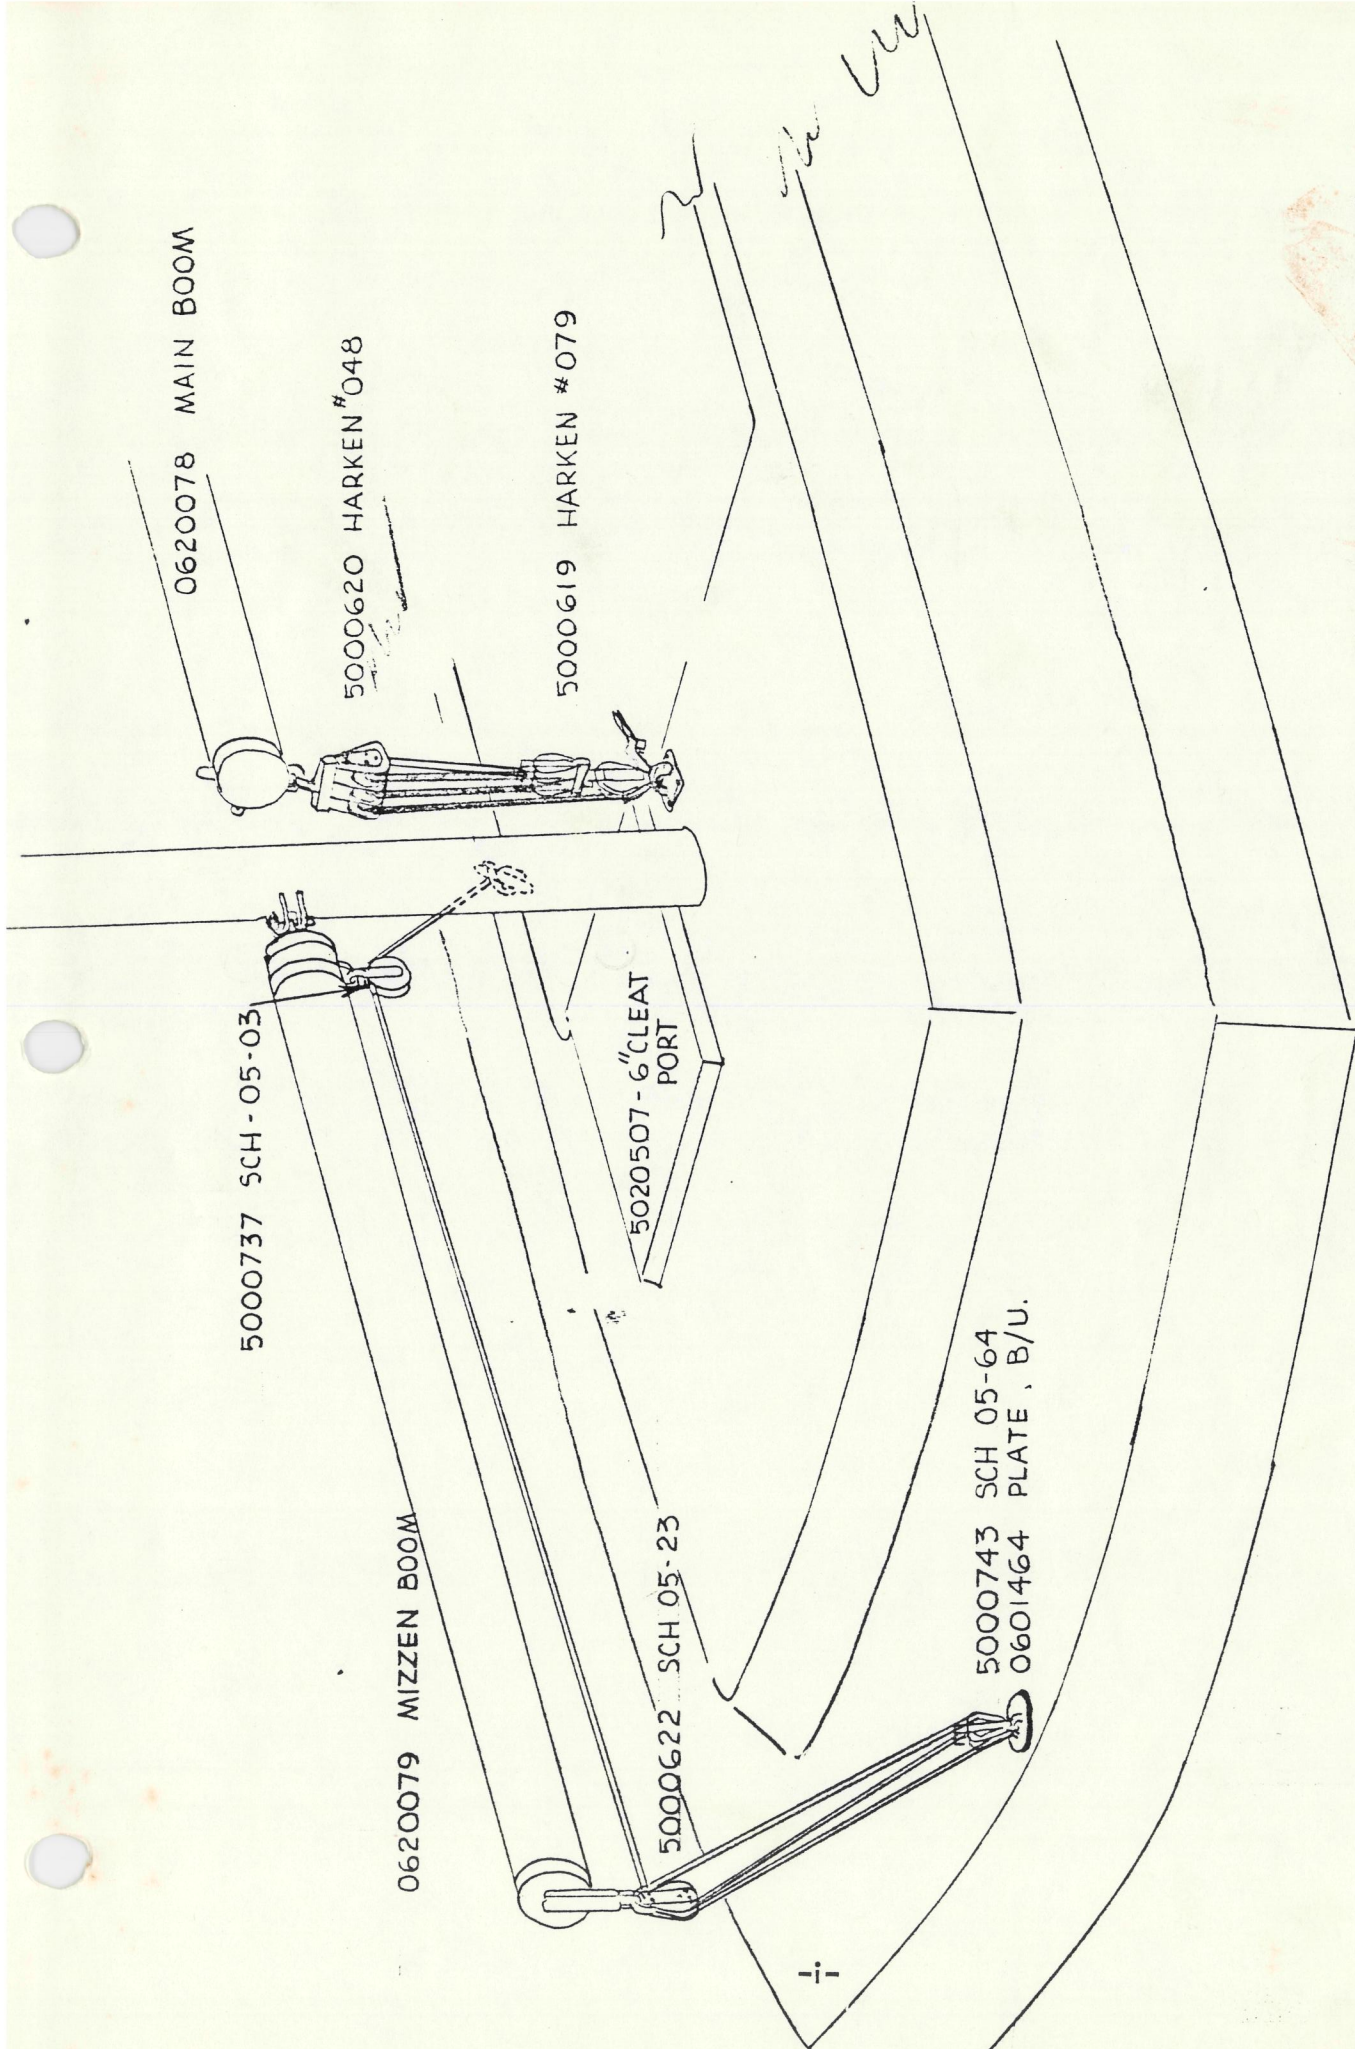 0620078 MAIN BOOM
5000620 HARKEN #048
5000619 HARKEN #079
5000737 SCH-05-03
5020507-6"CLEAT
PORT
0620079 MIZZEN BOOM
5000622 SCH 05-23
5000743 SCH 05-64
0601464 PLATE, B/U.
-i-